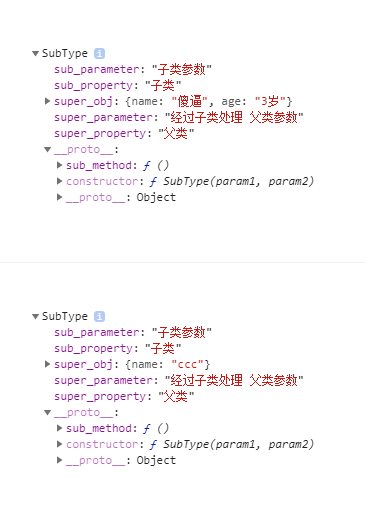 SubType i
sub_parameter: "子类参数"
sub_property: "子类"
super_obj: {name: "傻逼", age: "3岁"}
super_parameter: "经过子类处理 父类参数"
super_property: "父类"
__proto__:
sub_method: ƒ ()
constructor: ƒ SubType(param1, param2)
__proto__: Object
SubType i
sub_parameter: "子类参数"
sub_property: "子类"
super_obj: {name: "ccc"}
super_parameter: "经过子类处理 父类参数"
super_property: "父类"
__proto__:
sub_method: ƒ ()
constructor: ƒ SubType(param1, param2)
__proto__: Object